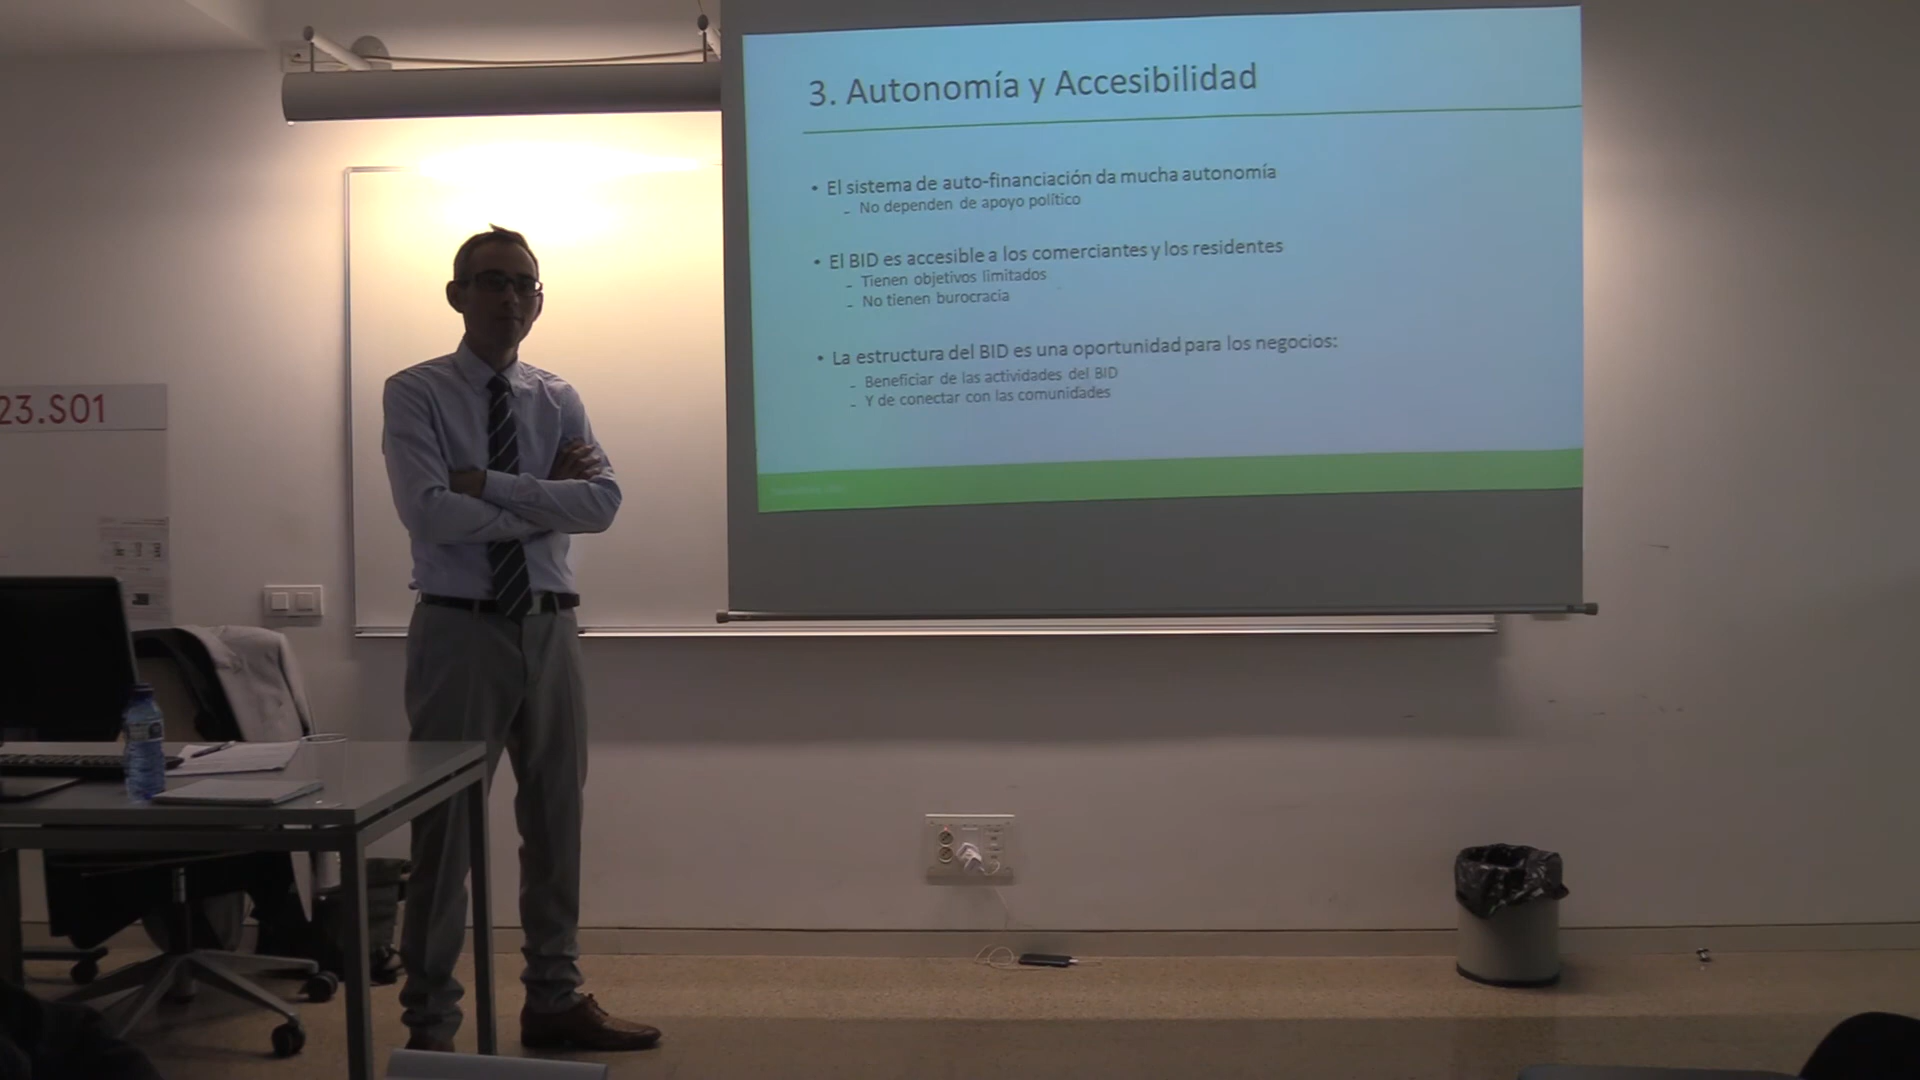 3. Autonomía y Accesibilidad
• El sistema de auto-financiación da mucha autonomía
– No dependen de apoyo político
• El BID es accesible a los comerciantes y los residentes
– Tienen objetivos limitados
– No tienen burocracia
• La estructura del BID es una oportunidad para los negocios:
– Beneficiar de las actividades del BID
– Y de conectar con las comunidades
23.S01